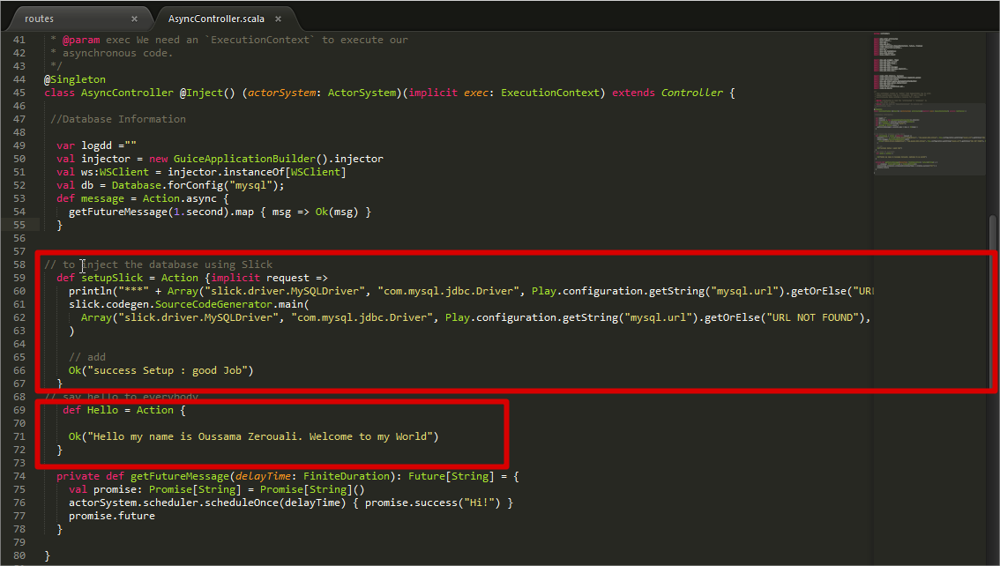 routes × AsyncController.scala ×
41 * @param exec We need an `ExecutionContext` to execute our
42 * asynchronous code.
43 */
44 @Singleton
45 class AsyncController @Inject() (actorSystem: ActorSystem)(implicit exec: ExecutionContext) extends Controller {
46
47 //Database Information
48
49 var logdd =""
50 val injector = new GuiceApplicationBuilder().injector
51 val ws:WSClient = injector.instanceOf[WSClient]
52 val db = Database.forConfig("mysql");
53 def message = Action.async {
54 getFutureMessage(1.second).map { msg => Ok(msg) }
55 }
56
57
58 // to inject the database using Slick
59 def setupSlick = Action {implicit request =>
60 println("***" + Array("slick.driver.MySQLDriver", "com.mysql.jdbc.Driver", Play.configuration.getString("mysql.url").getOrElse("URL
61 slick.codegen.SourceCodeGenerator.main(
62 Array("slick.driver.MySQLDriver", "com.mysql.jdbc.Driver", Play.configuration.getString("mysql.url").getOrElse("URL NOT FOUND"),
63 )
64
65 // add
66 Ok("success Setup : good Job")
67 }
68 // say hello to everybody
69 def Hello = Action {
70
71 Ok("Hello my name is Oussama Zerouali. Welcome to my World")
72 }
73
74 private def getFutureMessage(delayTime: FiniteDuration): Future[String] = {
75 val promise: Promise[String] = Promise[String]()
76 actorSystem.scheduler.scheduleOnce(delayTime) { promise.success("Hi!") }
77 promise.future
78 }
79
80 }